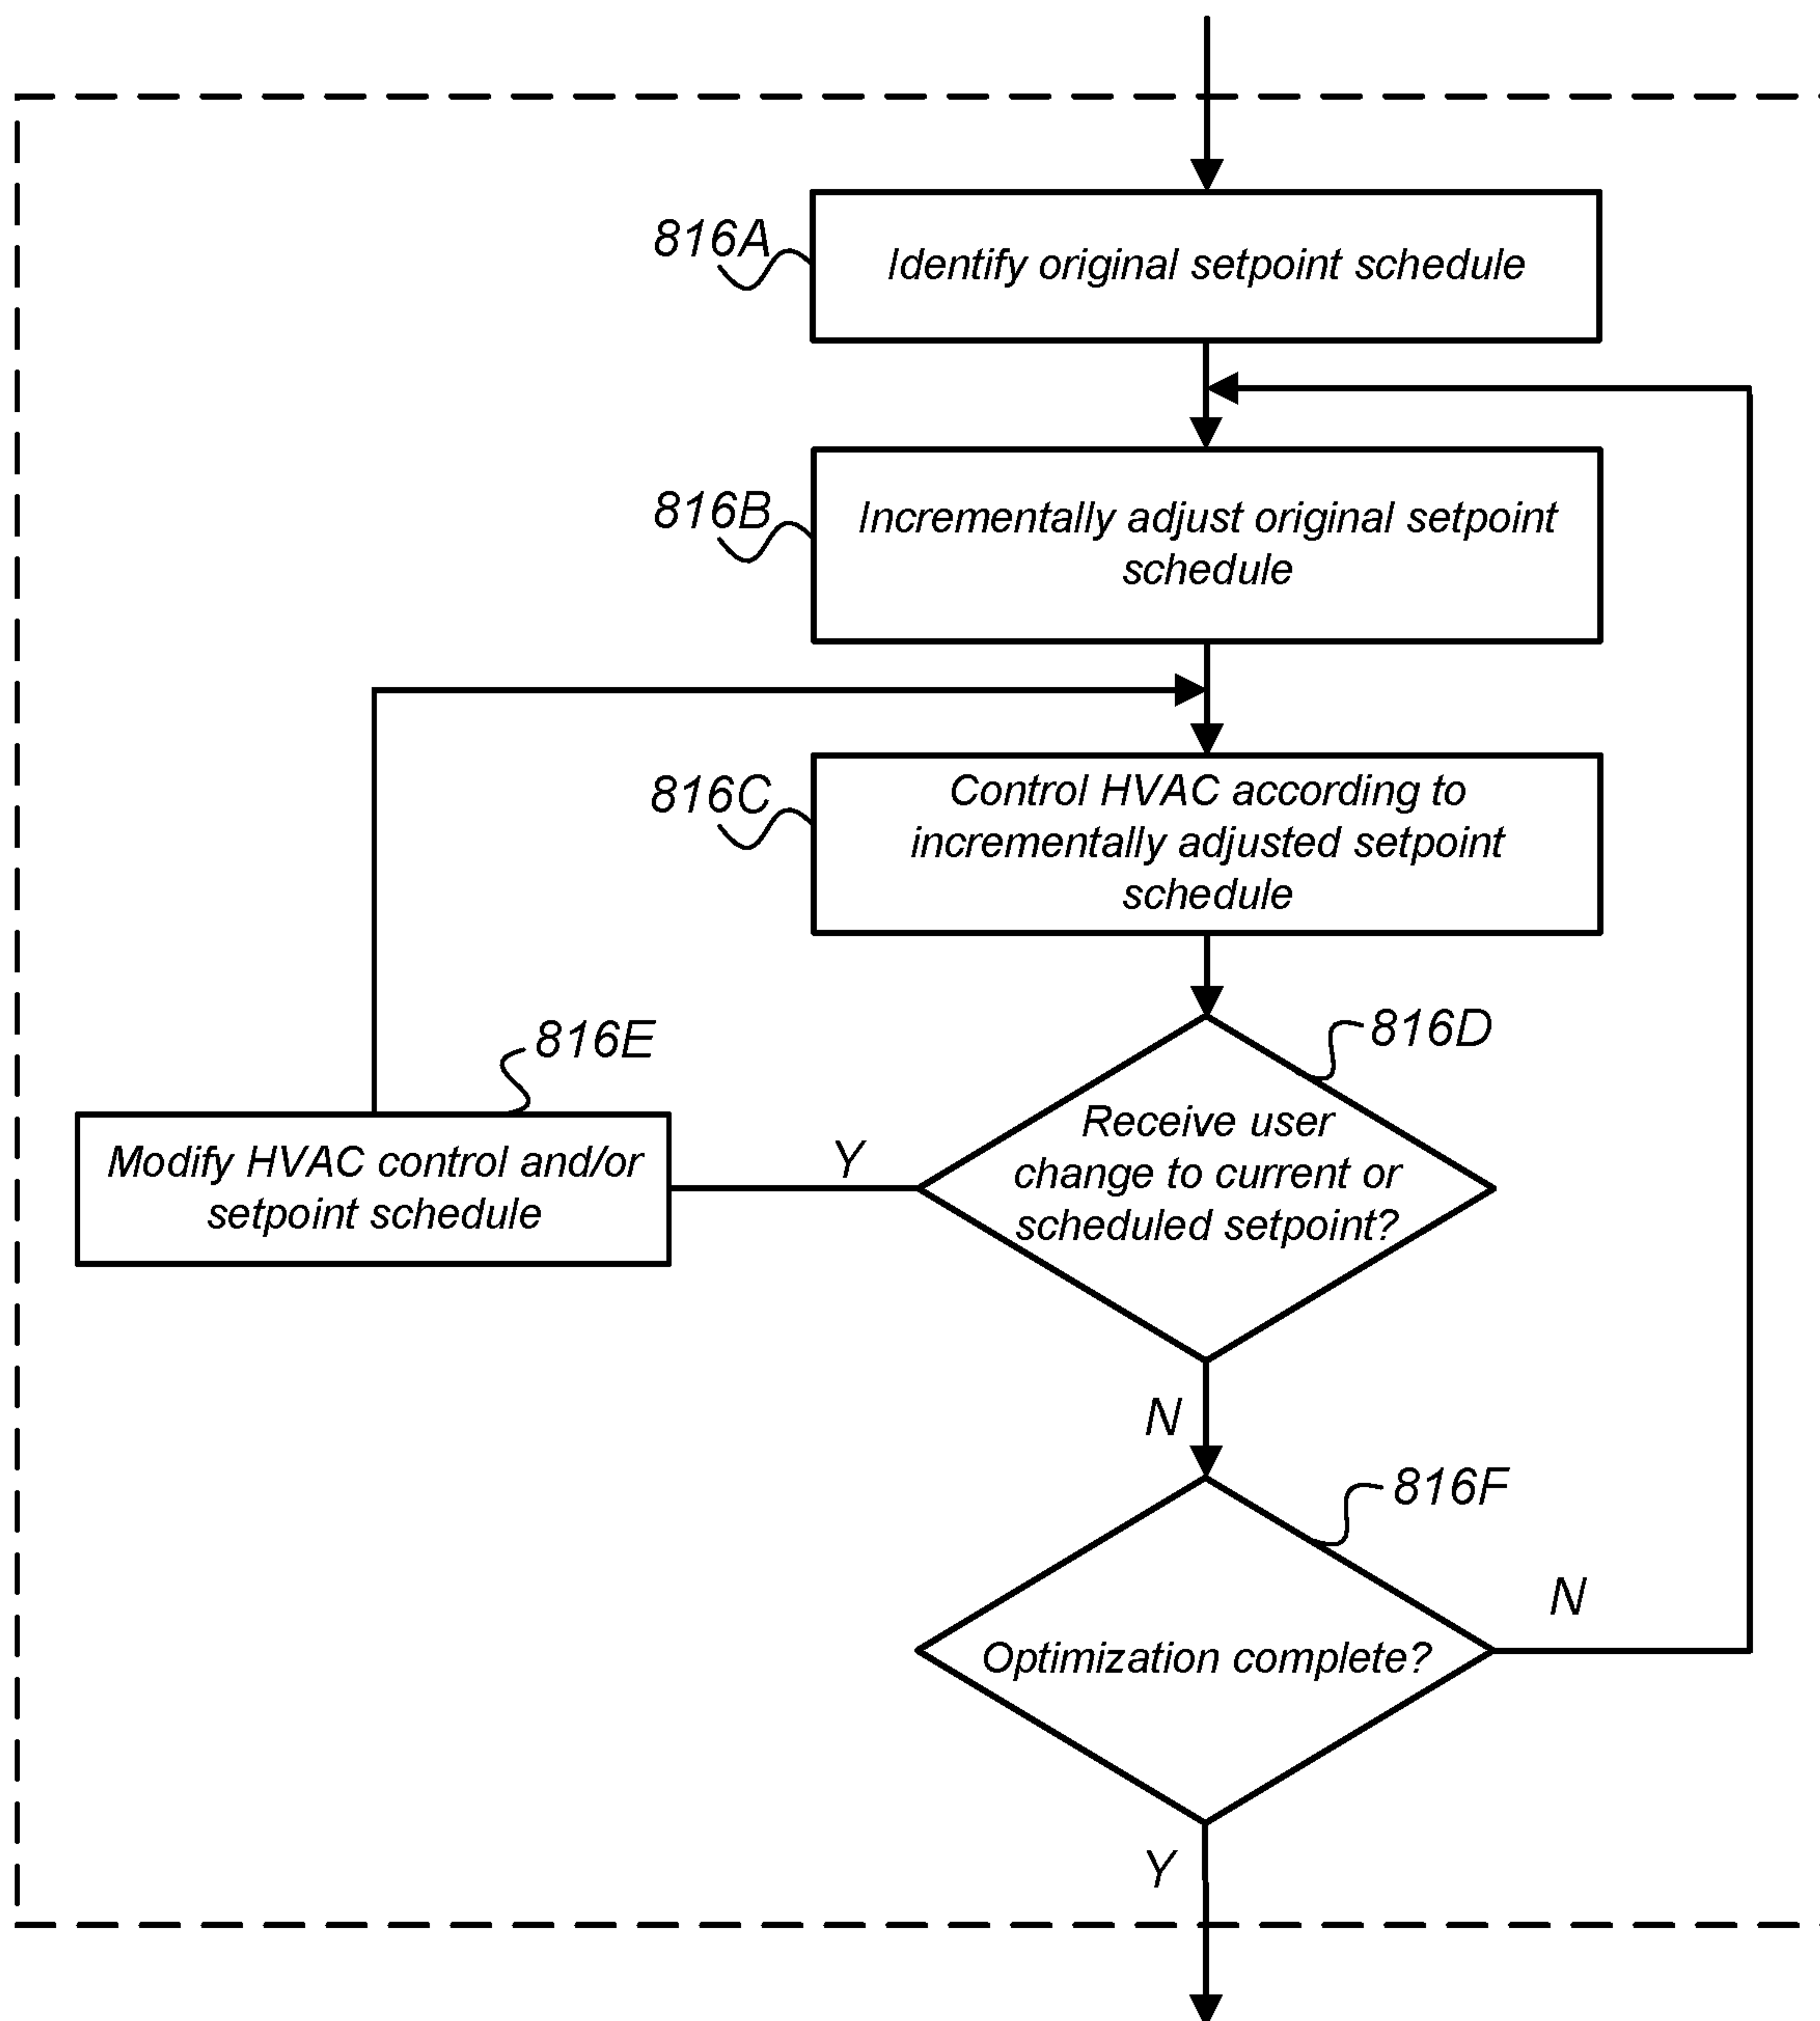 816A
Identify original setpoint schedule
816B
Incrementally adjust original setpoint
schedule
816C
Control HVAC according to
incrementally adjusted setpoint
schedule
816D
816E
Receive user
change to current or
scheduled setpoint?
Y
Modify HVAC control and/or
setpoint schedule
N
816F
N
Optimization complete?
Y